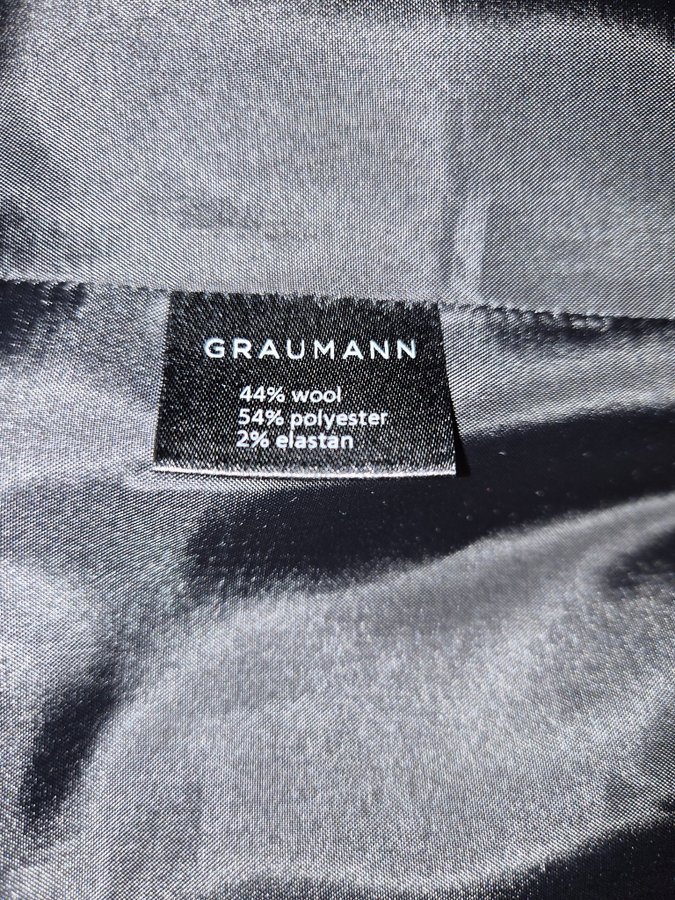 GRAUMANN
44% wool
54% polyester
2% elastan